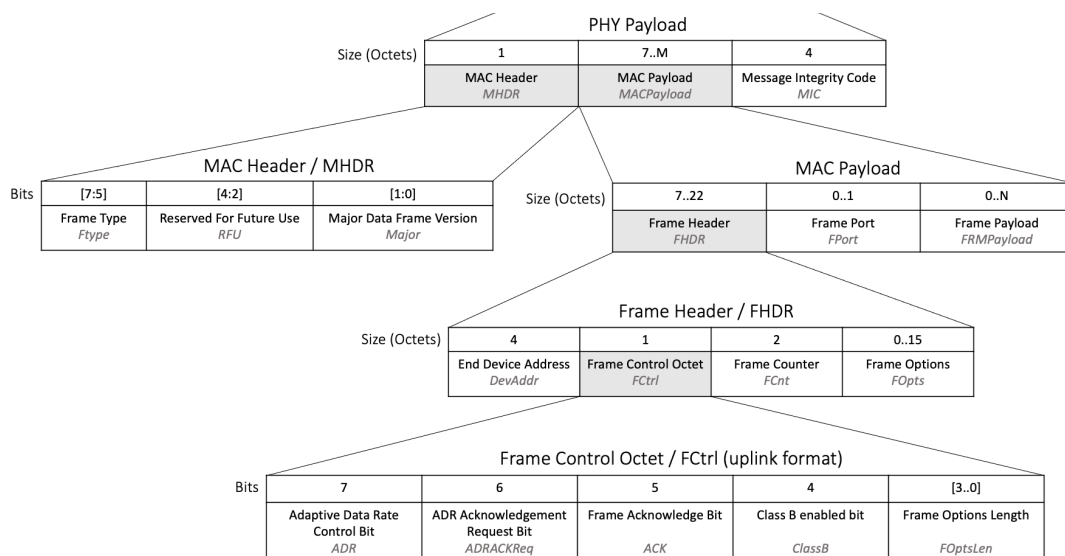 PHY Payload
Size (Octets) 1 7..M 4
MAC Header MAC Payload Message Integrity Code
MHDR MACPayload MIC
MAC Header / MHDR
Bits [7:5] [4:2] [1:0]
Frame Type Reserved For Future Use Major Data Frame Version
Ftype RFU Major
MAC Payload
Size (Octets) 7..22 0..1 0..N
Frame Header Frame Port Frame Payload
FHDR FPort FRMPayload
Frame Header / FHDR
Size (Octets) 4 1 2 0..15
End Device Address Frame Control Octet Frame Counter Frame Options
DevAddr FCtrl FCnt FOpts
Frame Control Octet / FCtrl (uplink format)
Bits 7 6 5 4 [3..0]
Adaptive Data Rate ADR Acknowledgement Frame Acknowledge Bit Class B enabled bit Frame Options Length
Control Bit Request Bit
ADR ADRACKReq ACK ClassB FOptsLen